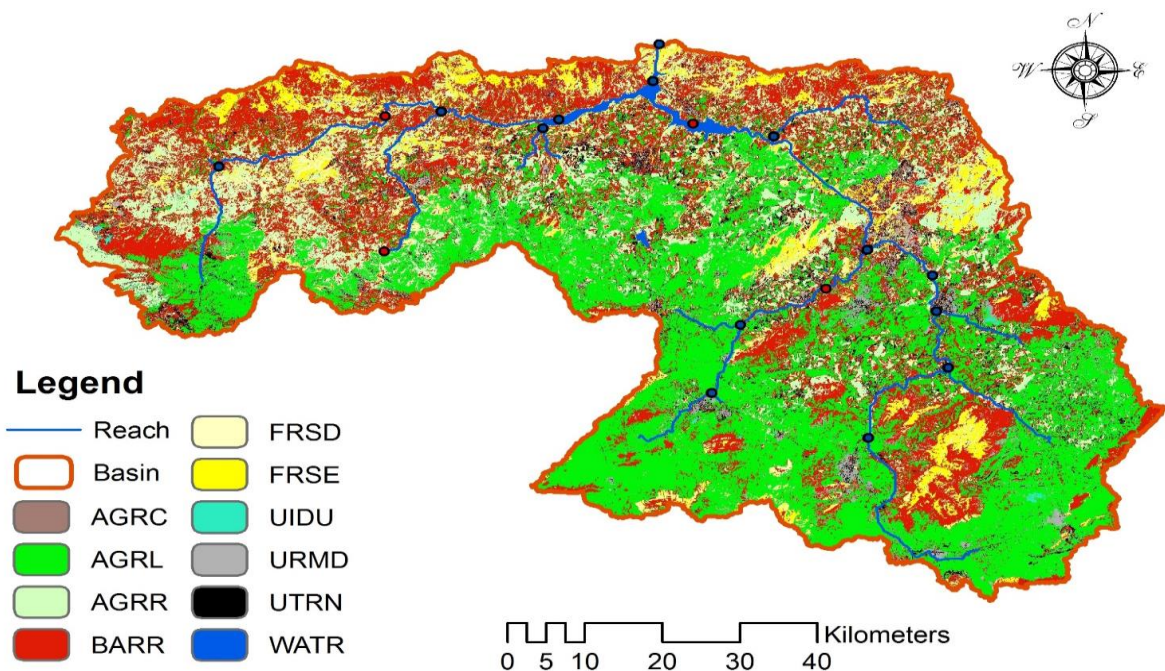 N
W E
S
Legend
Reach
Basin
AGRC
AGRL
AGRR
BARR
FRSD
FRSE
UIDU
URMD
UTRN
WATR
Kilometers
0 5 10 20 30 40